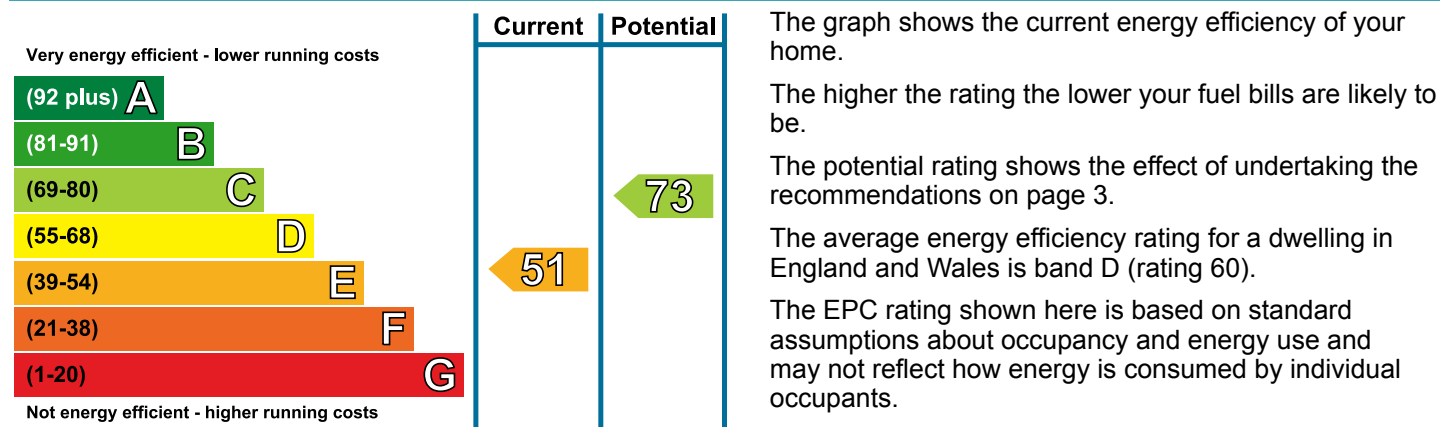 Current Potential
Very energy efficient - lower running costs
(92 plus) A
(81-91) B
(69-80) C
73
(55-68) D
(39-54) E
51
(21-38) F
(1-20) G
Not energy efficient - higher running costs
The graph shows the current energy efficiency of your
home.
The higher the rating the lower your fuel bills are likely to
be.
The potential rating shows the effect of undertaking the
recommendations on page 3.
The average energy efficiency rating for a dwelling in
England and Wales is band D (rating 60).
The EPC rating shown here is based on standard
assumptions about occupancy and energy use and
may not reflect how energy is consumed by individual
occupants.